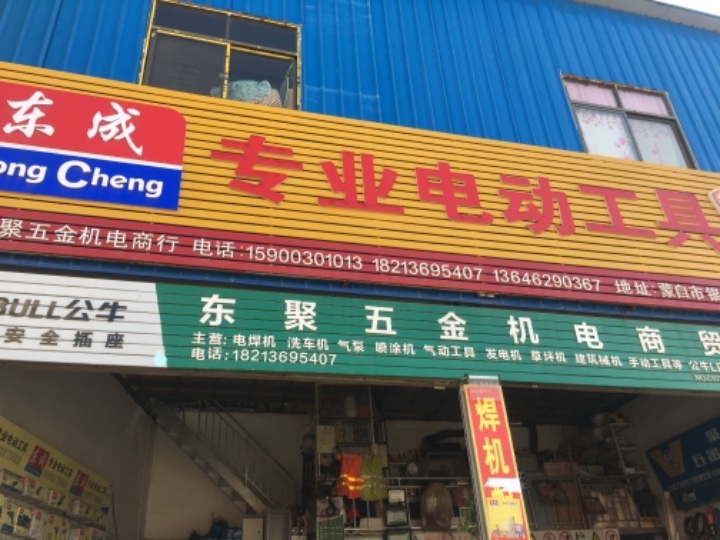 东成
ong Cheng
专业电动工具
聚五金机电商行 电话:15900301013 18213695407 13646290367 地址:蒙自市
BULL公牛
安全插座
东聚五金机电商贸
主营: 电焊机 洗车机 气泵 喷涂机 气动工具 发电机 草坪机 建筑械机 手动工具等 公牛L
电话:18213695407
焊机